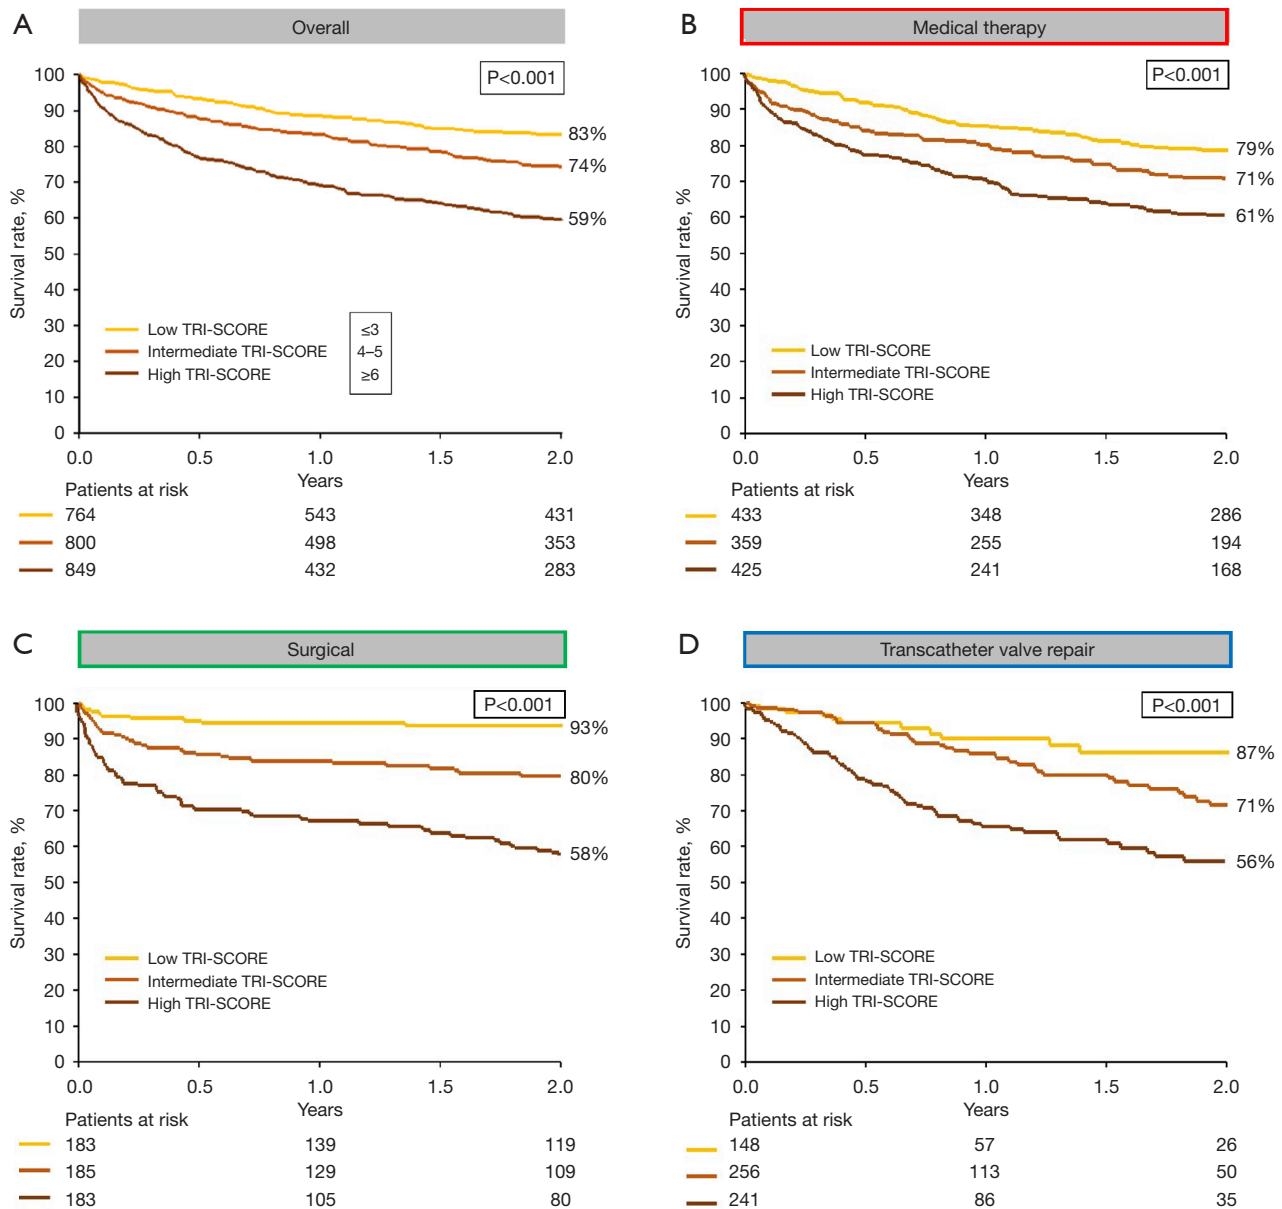 A
Overall
P<0.001
Survival rate, %
100
90
80
70
60
50
40
30
20
10
0
83%
74%
59%
Low TRI-SCORE ≤3
Intermediate TRI-SCORE 4–5
High TRI-SCORE ≥6
0.0 0.5 1.0 1.5 2.0
Years
Patients at risk
764 543 431
800 498 353
849 432 283
B
Medical therapy
P<0.001
Survival rate, %
100
90
80
70
60
50
40
30
20
10
0
79%
71%
61%
Low TRI-SCORE
Intermediate TRI-SCORE
High TRI-SCORE
0.0 0.5 1.0 1.5 2.0
Years
Patients at risk
433 348 286
359 255 194
425 241 168
C
Surgical
P<0.001
Survival rate, %
100
90
80
70
60
50
40
30
20
10
0
93%
80%
58%
Low TRI-SCORE
Intermediate TRI-SCORE
High TRI-SCORE
0.0 0.5 1.0 1.5 2.0
Years
Patients at risk
183 139 119
185 129 109
183 105 80
D
Transcatheter valve repair
P<0.001
Survival rate, %
100
90
80
70
60
50
40
30
20
10
0
87%
71%
56%
Low TRI-SCORE
Intermediate TRI-SCORE
High TRI-SCORE
0.0 0.5 1.0 1.5 2.0
Years
Patients at risk
148 57 26
256 113 50
241 86 35